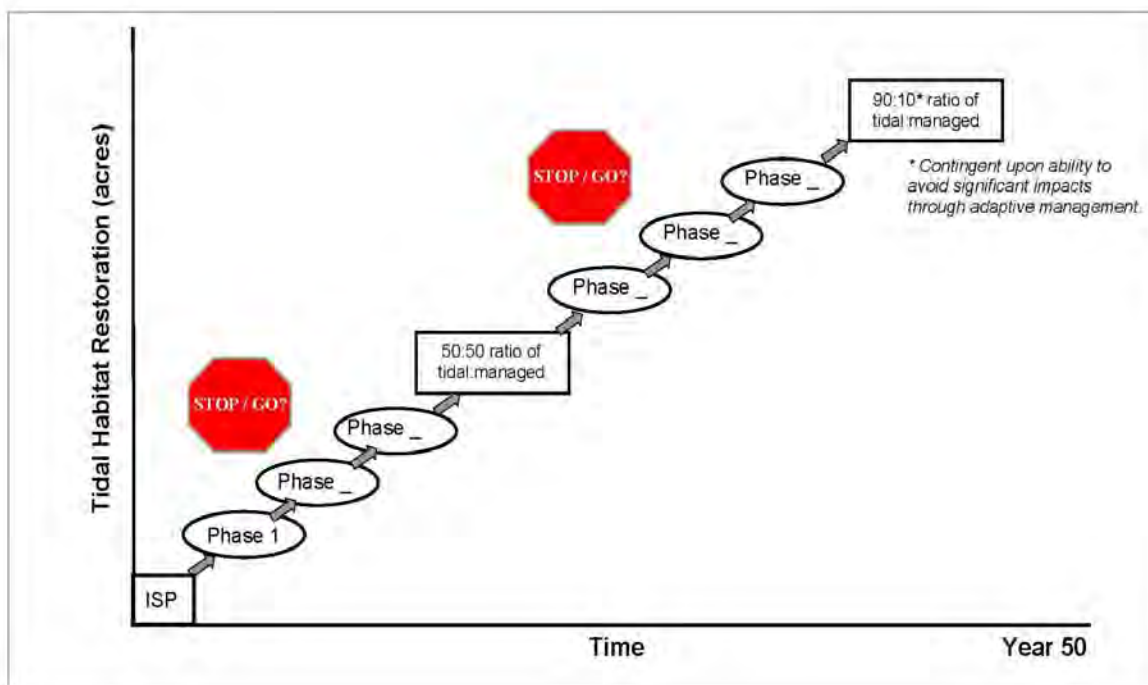 90:10* ratio of
tidal:managed
* Contingent upon ability to
avoid significant impacts
through adaptive management.
STOP / GO?
Phase _
Phase _
Phase _
50:50 ratio of
tidal:managed
STOP / GO?
Phase _
Phase _
Phase 1
ISP
Tidal Habitat Restoration (acres)
Time
Year 50